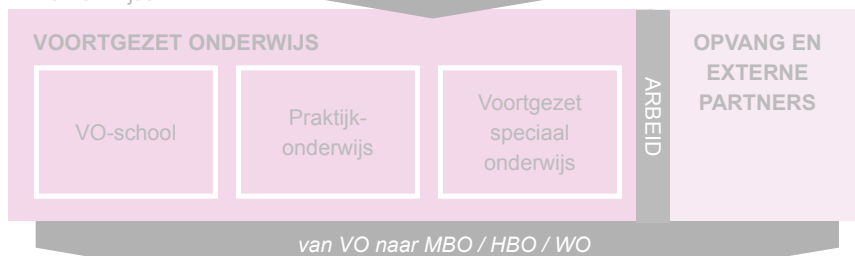 VOORTGEZET ONDERWIJS
VO-school
Praktijk-
onderwijs
Voortgezet
speciaal
onderwijs
ARBEID
OPVANG EN
EXTERNE
PARTNERS
van VO naar MBO / HBO / WO